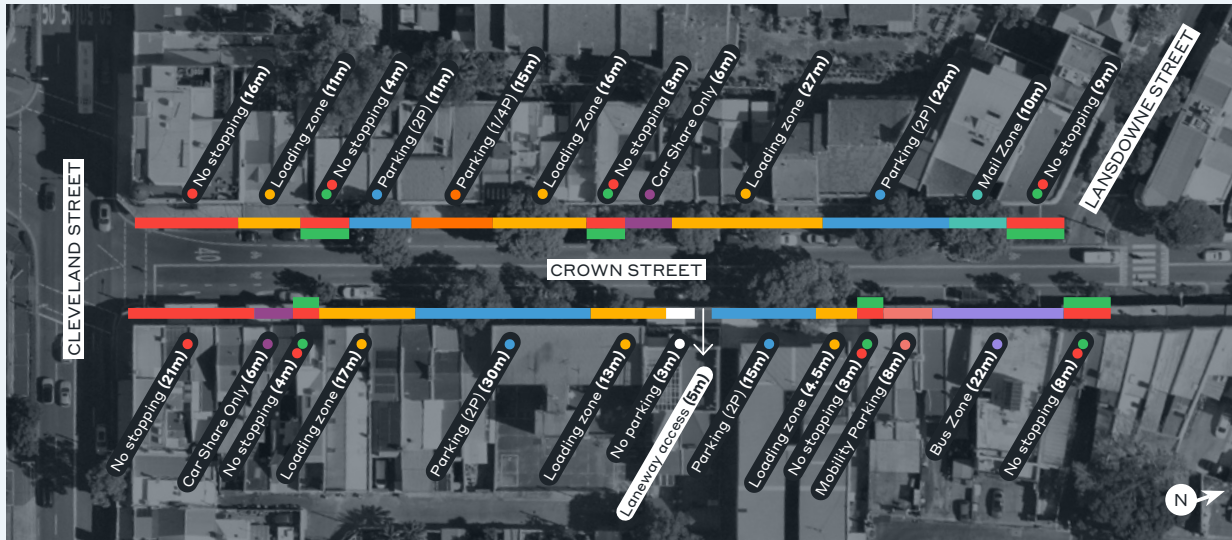 No stopping (16m)
Loading zone (11m)
No stopping (4m)
Parking (2P) (11m)
Parking (1/4P) (15m)
Loading Zone (16m)
No stopping (3m)
Car Share Only (6m)
Loading zone (27m)
Parking (2P) (22m)
Mail Zone (10m)
No stopping (9m)
LANSDOWNE STREET
CLEVELAND STREET
CROWN STREET
40
No stopping (21m)
Car Share Only (6m)
No stopping (4m)
Loading zone (17m)
Parking (2P) (30m)
Loading zone (13m)
No parking (3m)
Laneway access (5m)
Parking (2P) (15m)
Loading zone (4.5m)
No stopping (3m)
Mobility Parking (8m)
Bus Zone (22m)
No stopping (8m)
N